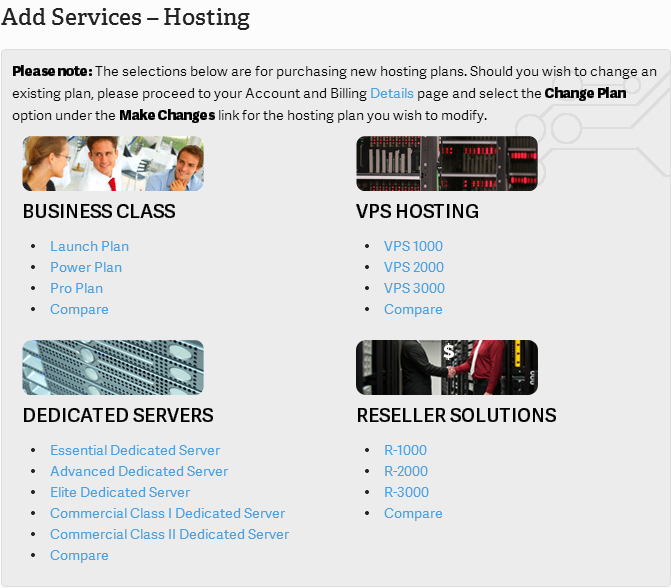 Add Services – Hosting
Please note: The selections below are for purchasing new hosting plans. Should you wish to change an
existing plan, please proceed to your Account and Billing Details page and select the Change Plan
option under the Make Changes link for the hosting plan you wish to modify.
BUSINESS CLASS
• Launch Plan
• Power Plan
• Pro Plan
• Compare
VPS HOSTING
• VPS 1000
• VPS 2000
• VPS 3000
• Compare
DEDICATED SERVERS
• Essential Dedicated Server
• Advanced Dedicated Server
• Elite Dedicated Server
• Commercial Class I Dedicated Server
• Commercial Class II Dedicated Server
• Compare
$
RESELLER SOLUTIONS
• R-1000
• R-2000
• R-3000
• Compare